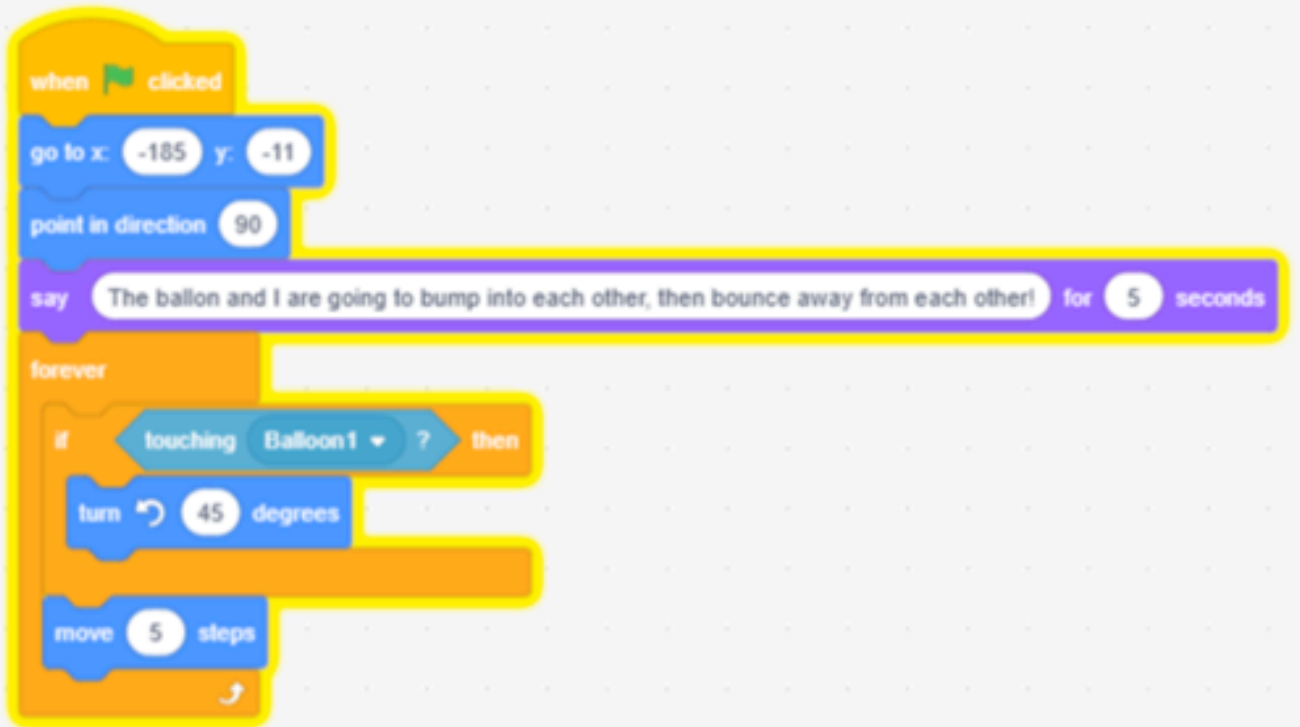 when clicked
go to x: -185 y: -11
point in direction 90
say The ballon and I are going to bump into each other, then bounce away from each other! for 5 seconds
forever
if touching Balloon1 ? then
turn 45 degrees
move 5 steps